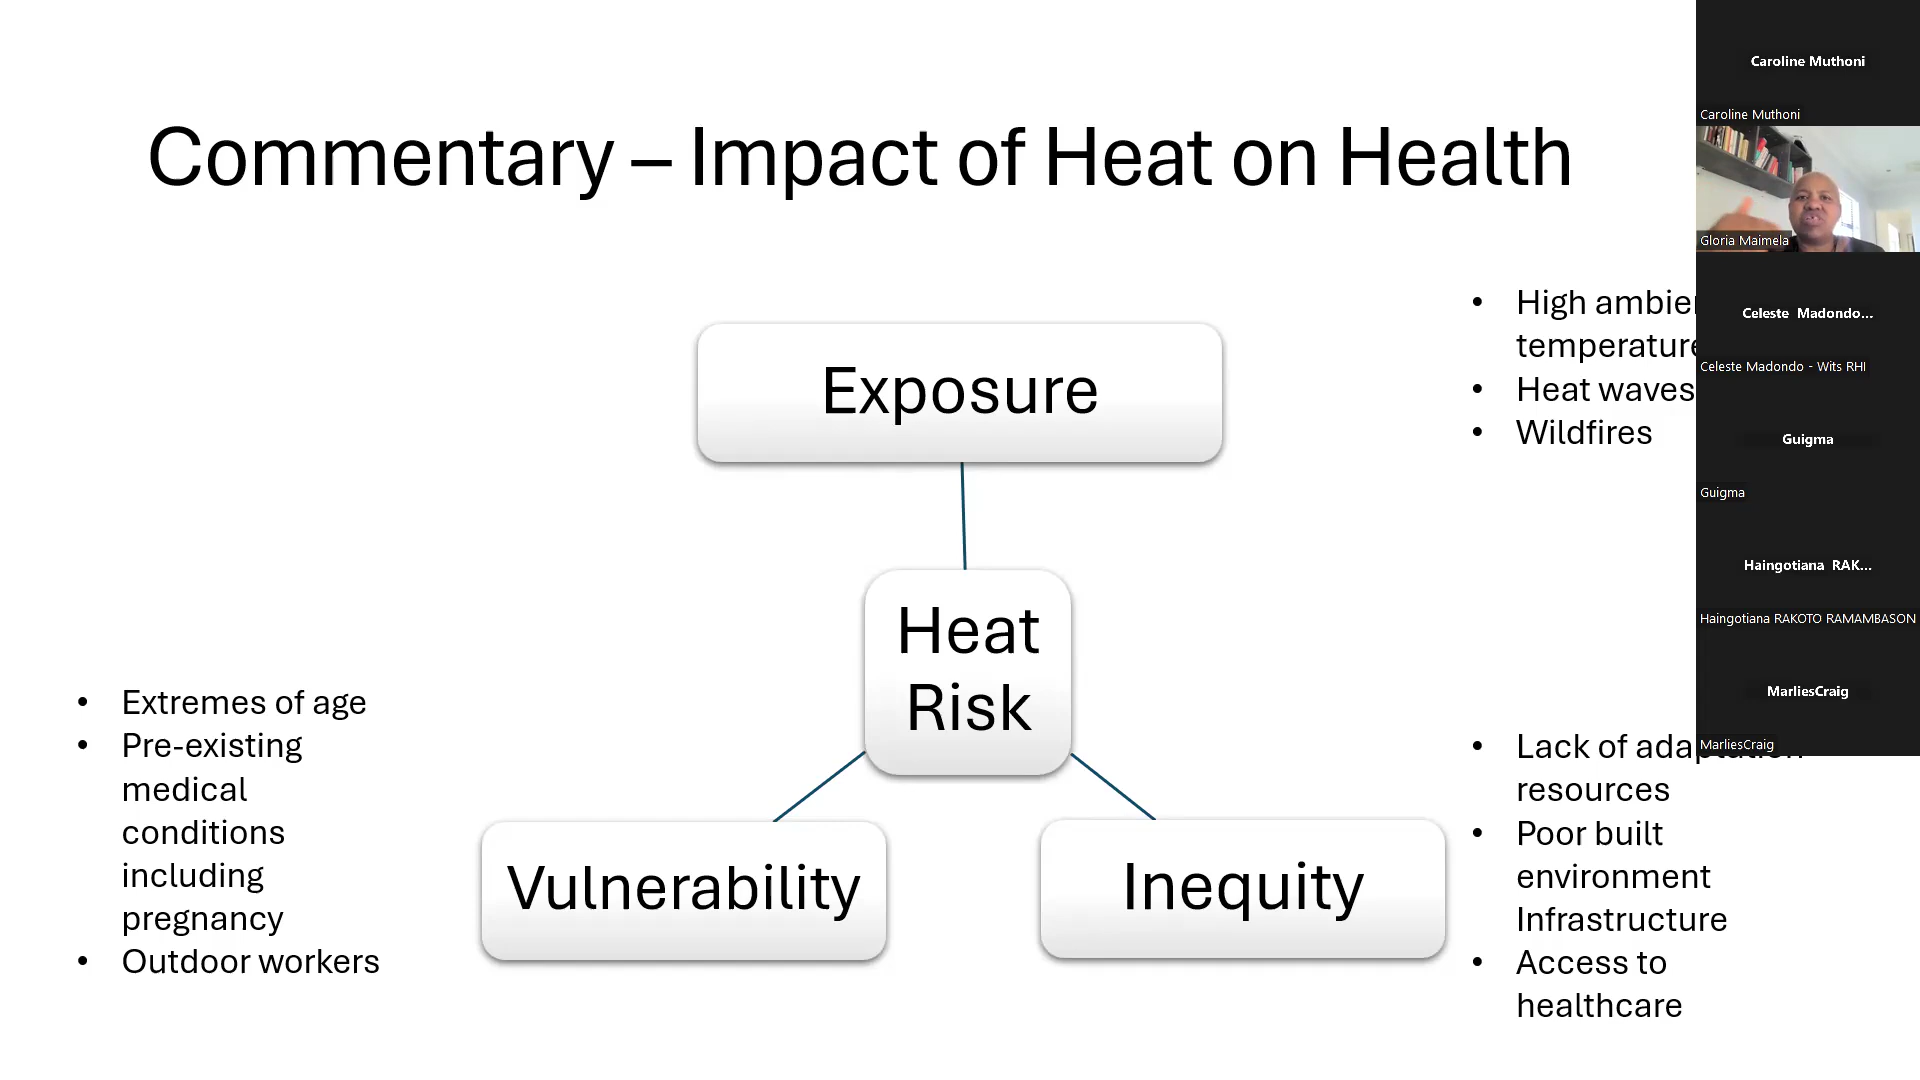 Commentary – Impact of Heat on Health
Exposure
• High
temperature
• Heat waves
• Wildfires
Heat
Risk
• Extremes of age
• Pre-existing
medical
conditions
including
pregnancy
• Outdoor workers
Vulnerability
Inequity
• Lack of
resources
• Poor built
environment
Infrastructure
• Access to
healthcare
Caroline Muthoni
Caroline Muthoni
Gloria Maimela
Celeste Madondo...
Celeste Madondo - Wits RHI
Guigma
Guigma
Haingotiana RAK...
Haingotiana RAKOTO RAMAMBASON
MarliesCraig
MarliesCraig